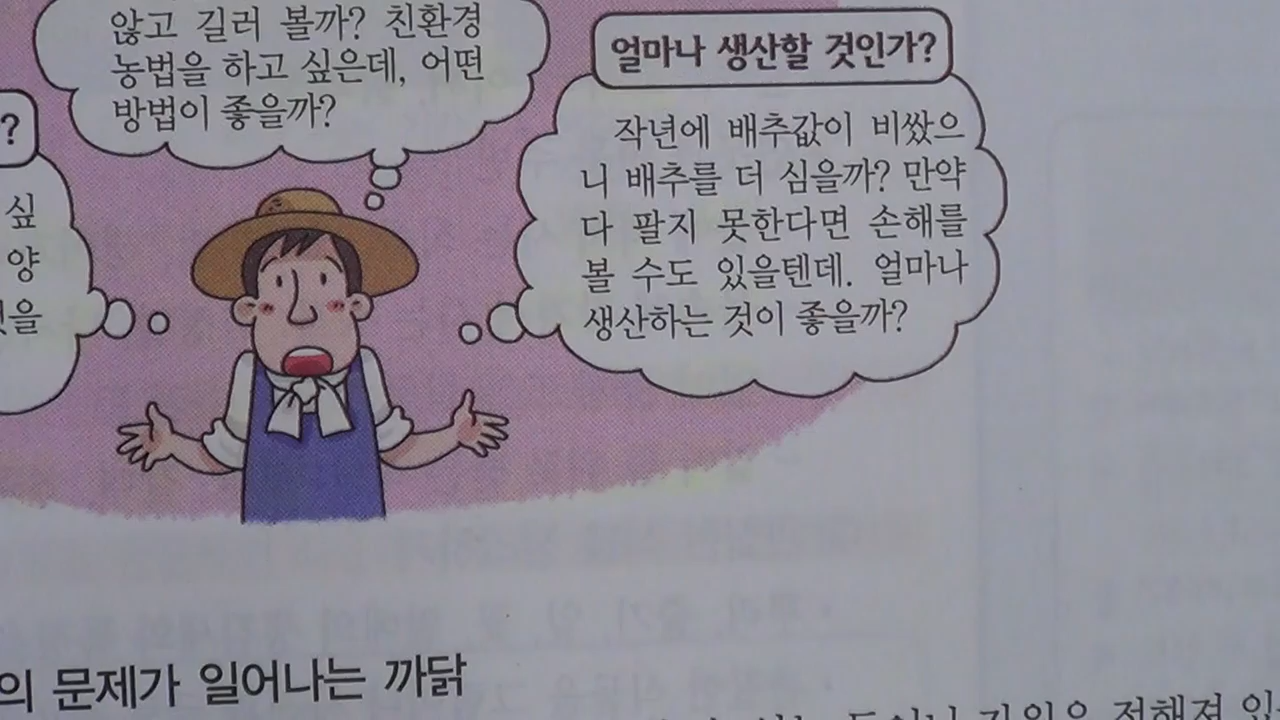 않고 길러 볼까? 친환경
농법을 하고 싶은데, 어떤
방법이 좋을까?
?
싶
양
을
얼마나 생산할 것인가?
작년에 배추값이 비쌌으
니 배추를 더 심을까? 만약
다 팔지 못한다면 손해를
볼 수도 있을텐데. 얼마나
생산하는 것이 좋을까?
의 문제가 일어나는 까닭
정해져